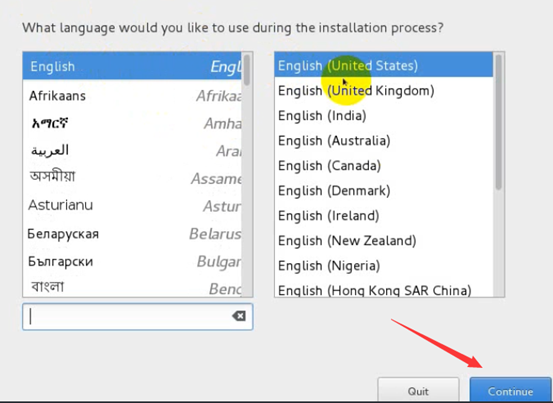 What language would you like to use during the installation process?
English Engl
Afrikaans Afrikaa
አማርኛ Amha
العربية Ara
অসমীয়া Assame
Asturianu Astur
Беларуская Belarus
Български Bulgar
বাংলা Beng
English (United States)
English (United Kingdom)
English (India)
English (Australia)
English (Canada)
English (Denmark)
English (Ireland)
English (New Zealand)
English (Nigeria)
English (Hong Kong SAR China)
Quit Continue